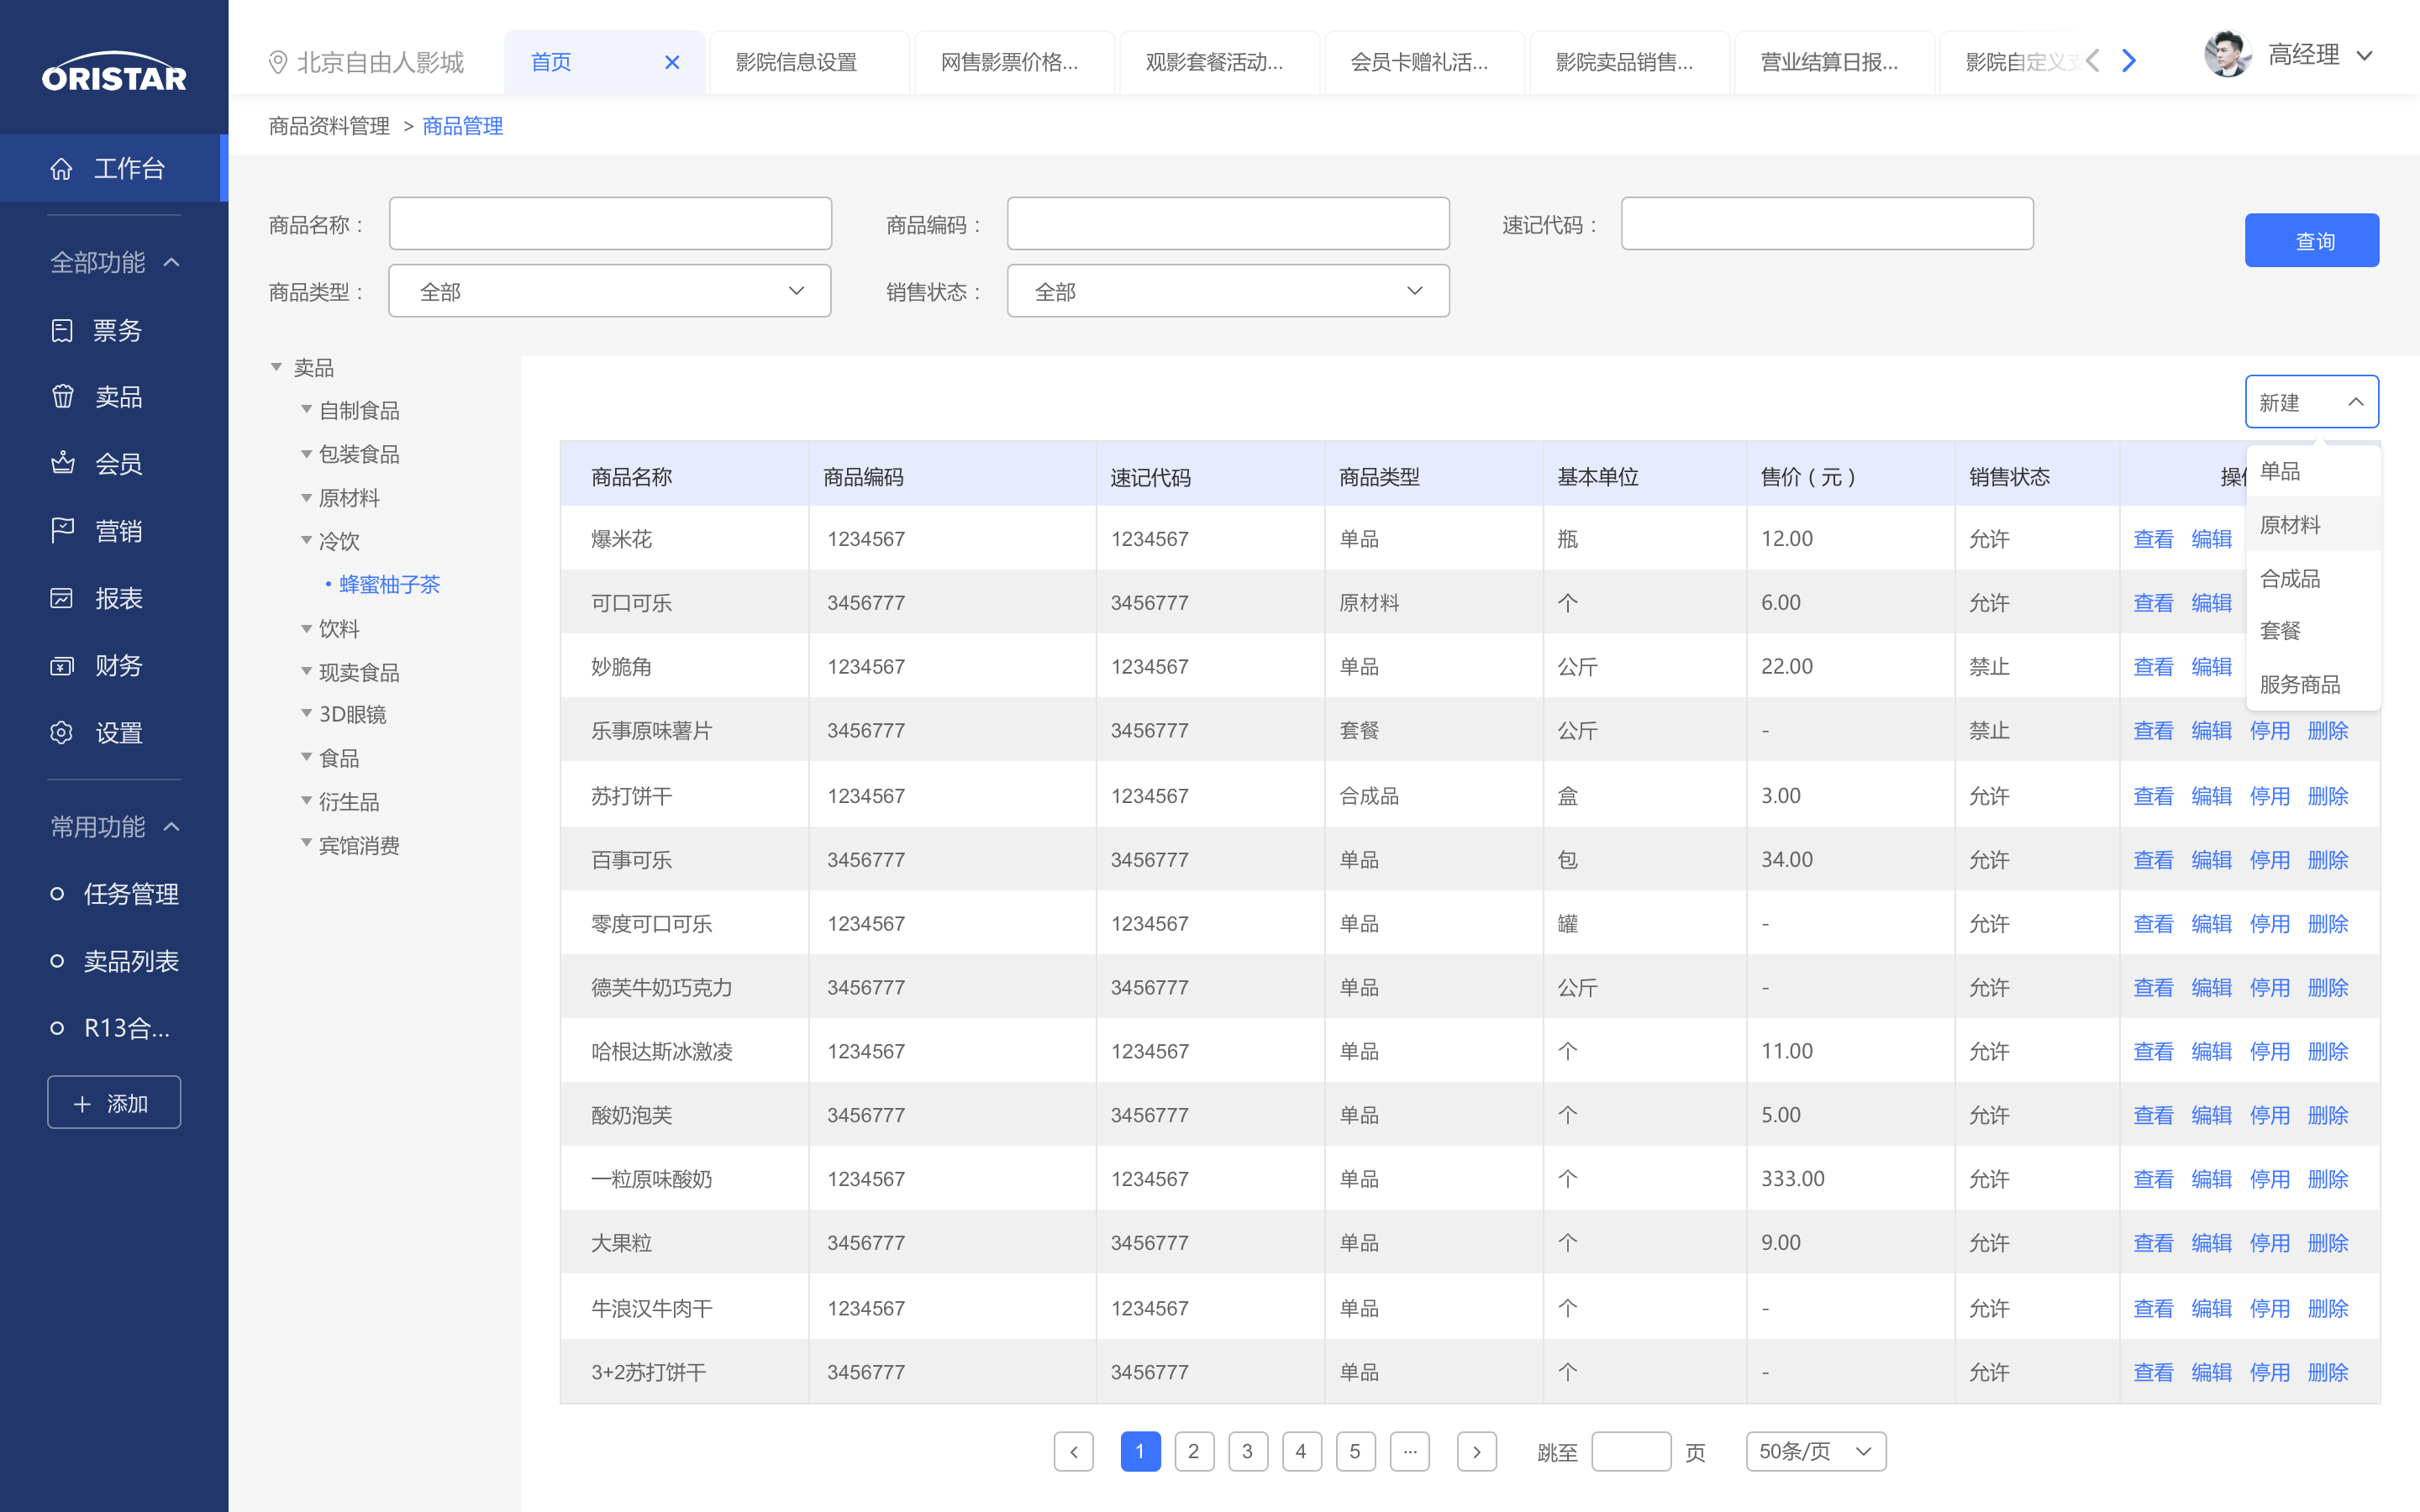 ORISTAR
北京自由人影城
首页
影院信息设置
网售影票价格...
观影套餐活动...
会员卡赠礼活...
影院卖品销售...
营业结算日报...
影院自定义支
高经理
商品资料管理 > 商品管理
工作台
全部功能
票务
卖品
会员
营销
报表
财务
设置
常用功能
任务管理
卖品列表
R13合...
添加
商品名称：
商品编码：
速记代码：
查询
商品类型： 全部
销售状态： 全部
卖品
自制食品
包装食品
原材料
冷饮
• 蜂蜜柚子茶
饮料
现卖食品
3D眼镜
食品
衍生品
宾馆消费
新建
单品
原材料
合成品
套餐
服务商品
商品名称 商品编码 速记代码 商品类型 基本单位 售价（元） 销售状态 操
爆米花 1234567 1234567 单品 瓶 12.00 允许 查看 编辑
可口可乐 3456777 3456777 原材料 个 6.00 允许 查看 编辑
妙脆角 1234567 1234567 单品 公斤 22.00 禁止 查看 编辑
乐事原味薯片 3456777 3456777 套餐 公斤 - 禁止 查看 编辑 停用 删除
苏打饼干 1234567 1234567 合成品 盒 3.00 允许 查看 编辑 停用 删除
百事可乐 3456777 3456777 单品 包 34.00 允许 查看 编辑 停用 删除
零度可口可乐 1234567 1234567 单品 罐 - 允许 查看 编辑 停用 删除
德芙牛奶巧克力 3456777 3456777 单品 公斤 - 允许 查看 编辑 停用 删除
哈根达斯冰激凌 1234567 1234567 单品 个 11.00 允许 查看 编辑 停用 删除
酸奶泡芙 3456777 3456777 单品 个 5.00 允许 查看 编辑 停用 删除
一粒原味酸奶 1234567 1234567 单品 个 333.00 允许 查看 编辑 停用 删除
大果粒 3456777 3456777 单品 个 9.00 允许 查看 编辑 停用 删除
牛浪汉牛肉干 1234567 1234567 单品 个 - 允许 查看 编辑 停用 删除
3+2苏打饼干 3456777 3456777 单品 个 - 允许 查看 编辑 停用 删除
1 2 3 4 5 ... 跳至 页 50条/页